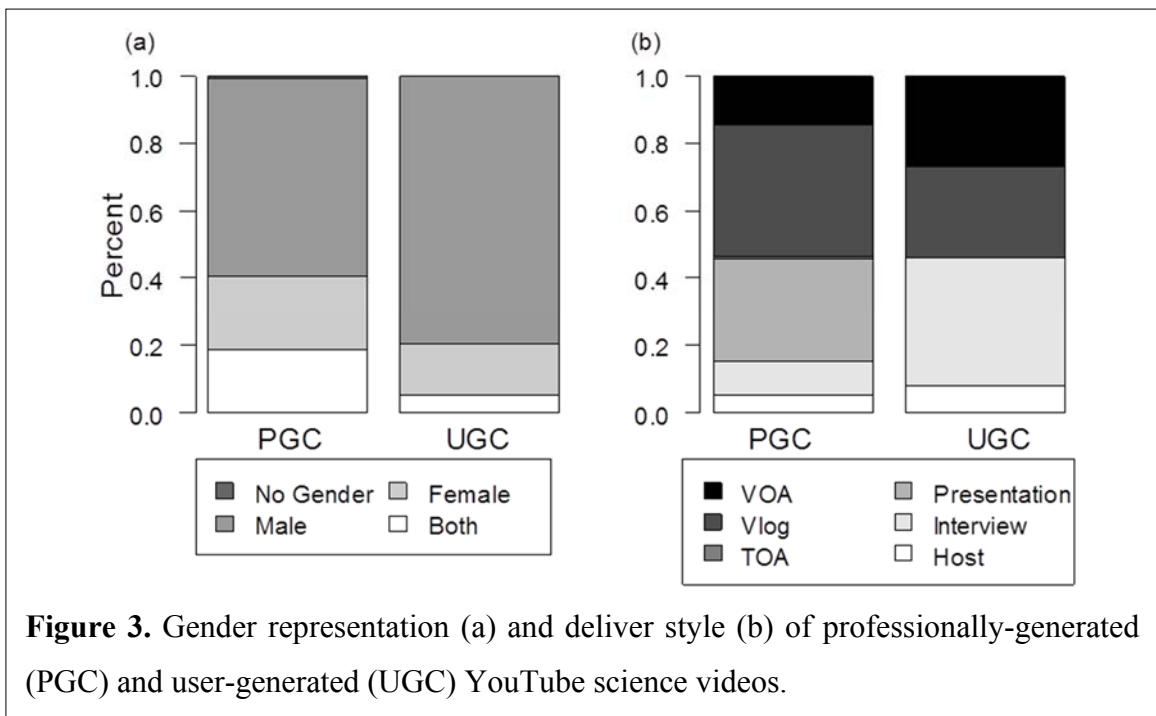 (a)
1.0
0.8
0.6
0.4
0.2
0.0
Percent
PGC UGC
No Gender Female
Male Both
(b)
1.0
0.8
0.6
0.4
0.2
0.0
PGC UGC
VOA Presentation
Vlog Interview
TOA Host
Figure 3. Gender representation (a) and deliver style (b) of professionally-generated
(PGC) and user-generated (UGC) YouTube science videos.